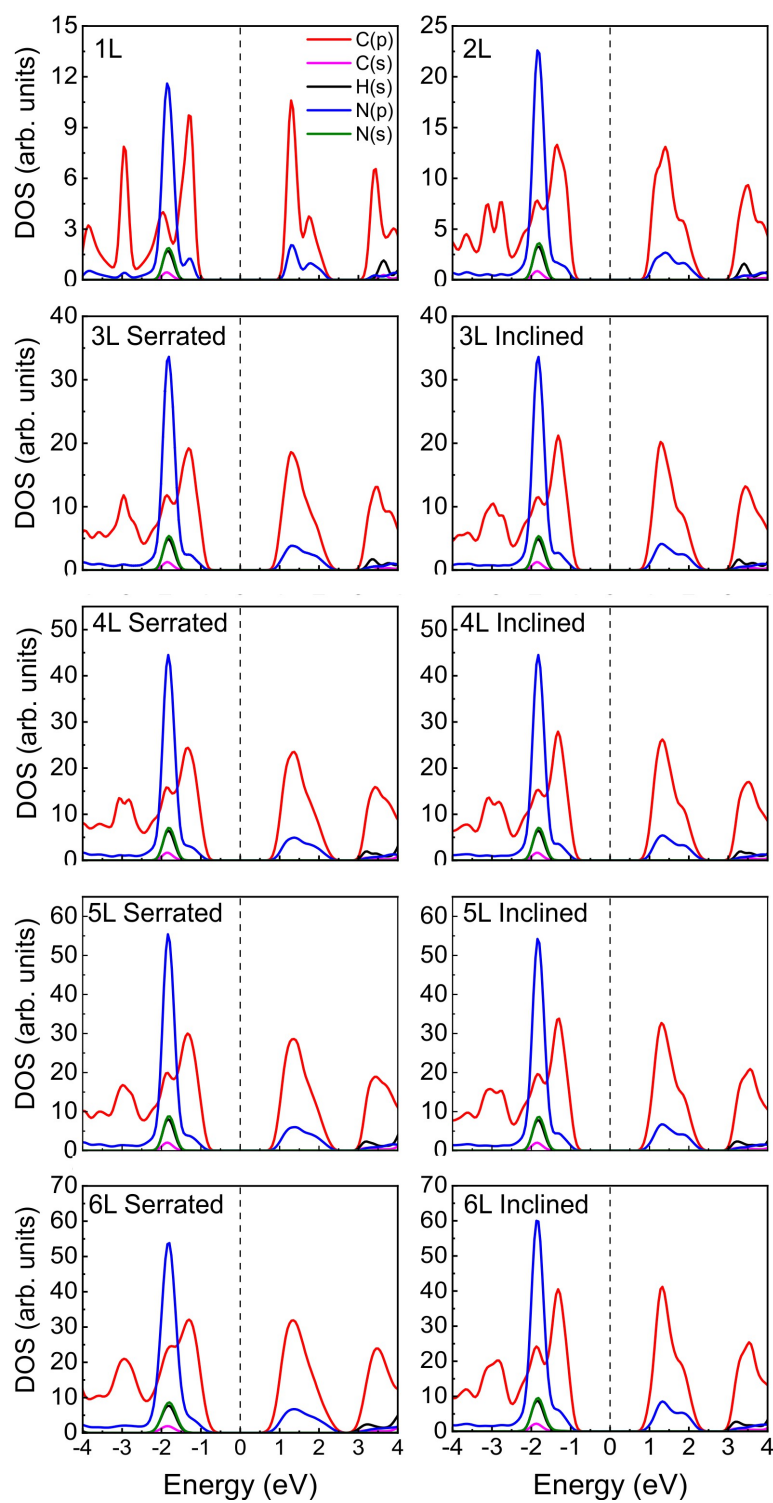 15
12
9
6
3
0
DOS (arb. units)
1L
C(p)
C(s)
H(s)
N(p)
N(s)
25
20
15
10
5
0
2L
40
30
20
10
0
DOS (arb. units)
3L Serrated
40
30
20
10
0
3L Inclined
50
40
30
20
10
0
DOS (arb. units)
4L Serrated
50
40
30
20
10
0
4L Inclined
60
50
40
30
20
10
0
DOS (arb. units)
5L Serrated
60
50
40
30
20
10
0
5L Inclined
70
60
50
40
30
20
10
0
DOS (arb. units)
6L Serrated
-4 -3 -2 -1 0 1 2 3 4
Energy (eV)
70
60
50
40
30
20
10
0
6L Inclined
-4 -3 -2 -1 0 1 2 3 4
Energy (eV)